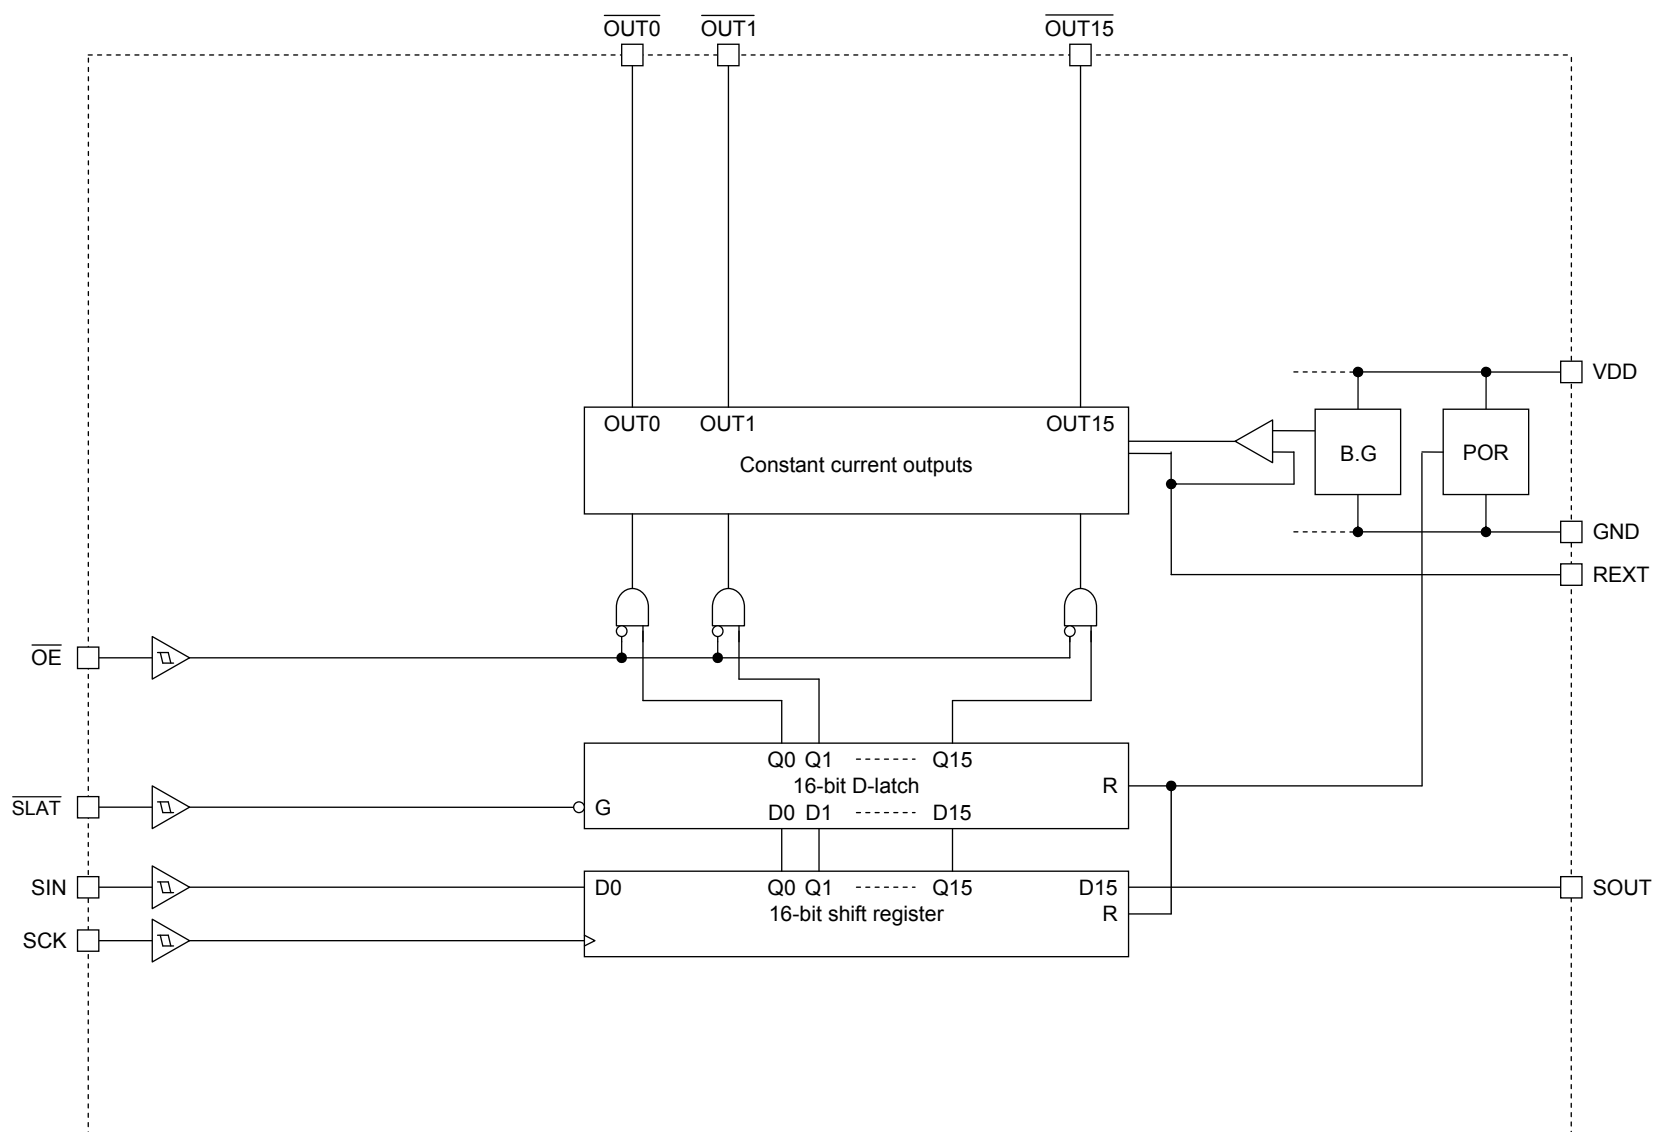 OUT0 OUT1 OUT15
OUT0 OUT1 OUT15
Constant current outputs
B.G
POR
VDD
GND
REXT
OE
Q0 Q1 Q15
16-bit D-latch
R
SLAT
G
D0 D1 D15
SIN
D0
Q0 Q1 Q15
D15
SOUT
16-bit shift register
R
SCK